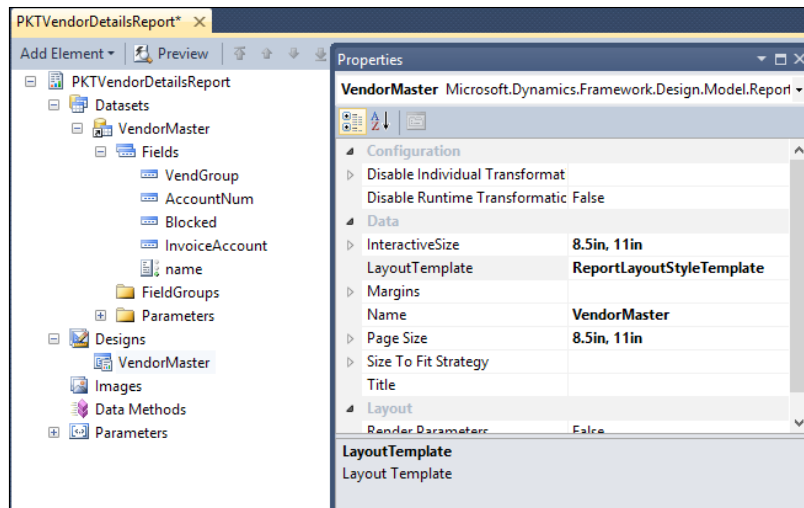 PKTVendorDetailsReport*
Add Element
Preview
PKTVendorDetailsReport
Datasets
VendorMaster
Fields
VendGroup
AccountNum
Blocked
InvoiceAccount
name
FieldGroups
Parameters
Designs
VendorMaster
Images
Data Methods
Parameters
Properties
VendorMaster Microsoft.Dynamics.Framework.Design.Model.Report
Configuration
Disable Individual Transformat
Disable Runtime Transformatic False
Data
InteractiveSize 8.5in, 11in
LayoutTemplate ReportLayoutStyleTemplate
Margins
Name VendorMaster
Page Size 8.5in, 11in
Size To Fit Strategy
Title
Layout
Render Parameters False
LayoutTemplate
Layout Template